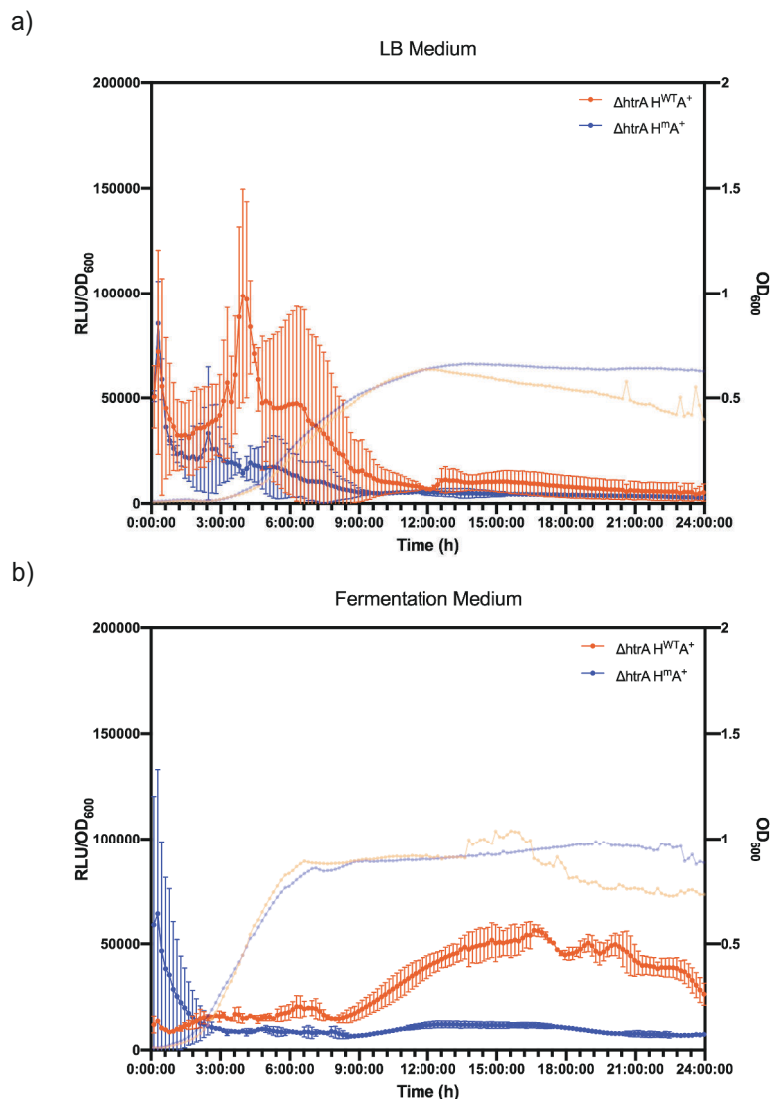 a)
LB Medium
200000
150000
100000
50000
0
RLU/OD600
2
1.5
1
0.5
0
OD600
ΔhtrA HWTA+
ΔhtrA HmA+
0:00:00 3:00:00 6:00:00 9:00:00 12:00:00 15:00:00 18:00:00 21:00:00 24:00:00
Time (h)
b)
Fermentation Medium
200000
150000
100000
50000
0
RLU/OD600
2
1.5
1
0.5
0
OD500
ΔhtrA HWTA+
ΔhtrA HmA+
0:00:00 3:00:00 6:00:00 9:00:00 12:00:00 15:00:00 18:00:00 21:00:00 24:00:00
Time (h)